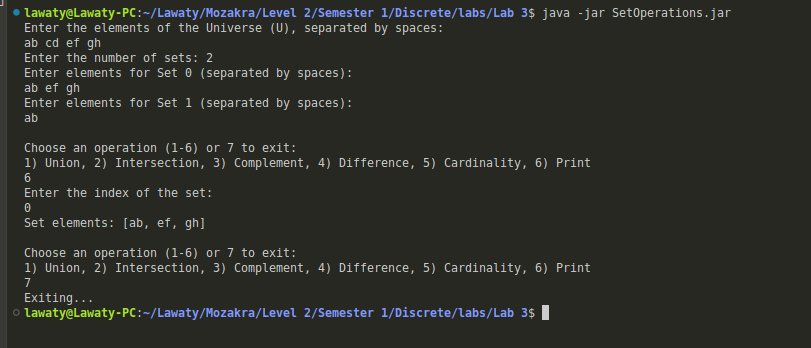 lawaty@Lawaty-PC:~/Lawaty/Mozakra/Level 2/Semester 1/Discrete/labs/Lab 3$ java -jar SetOperations.jar
Enter the elements of the Universe (U), separated by spaces:
ab cd ef gh
Enter the number of sets: 2
Enter elements for Set 0 (separated by spaces):
ab ef gh
Enter elements for Set 1 (separated by spaces):
ab
Choose an operation (1-6) or 7 to exit:
1) Union, 2) Intersection, 3) Complement, 4) Difference, 5) Cardinality, 6) Print
6
Enter the index of the set:
0
Set elements: [ab, ef, gh]
Choose an operation (1-6) or 7 to exit:
1) Union, 2) Intersection, 3) Complement, 4) Difference, 5) Cardinality, 6) Print
7
Exiting...
lawaty@Lawaty-PC:~/Lawaty/Mozakra/Level 2/Semester 1/Discrete/labs/Lab 3$